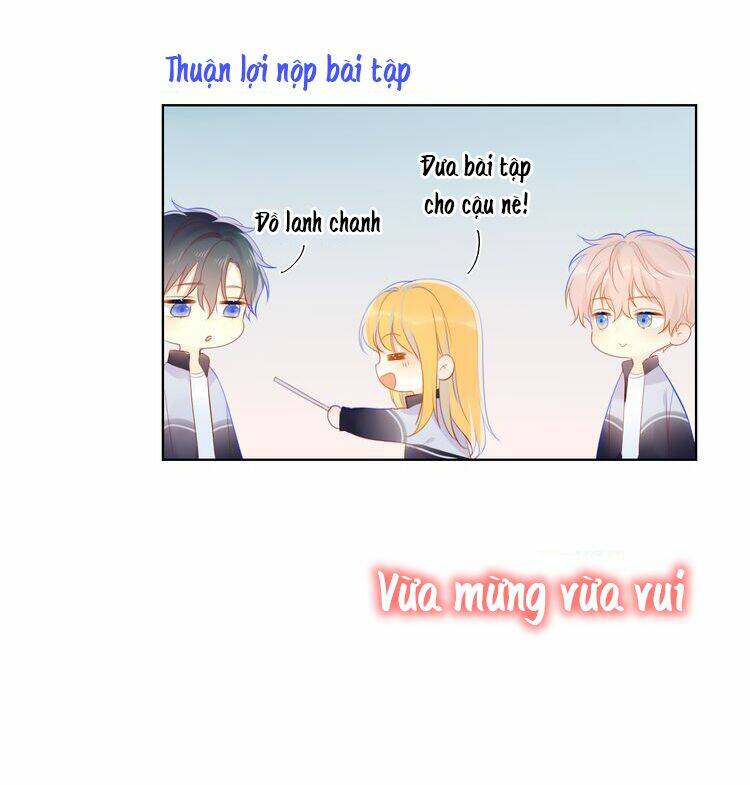 Thuận lợi nộp bài tập
Đưa bài tập
cho cậu nè!
Đồ lanh chanh
Vừa mừng vừa vui